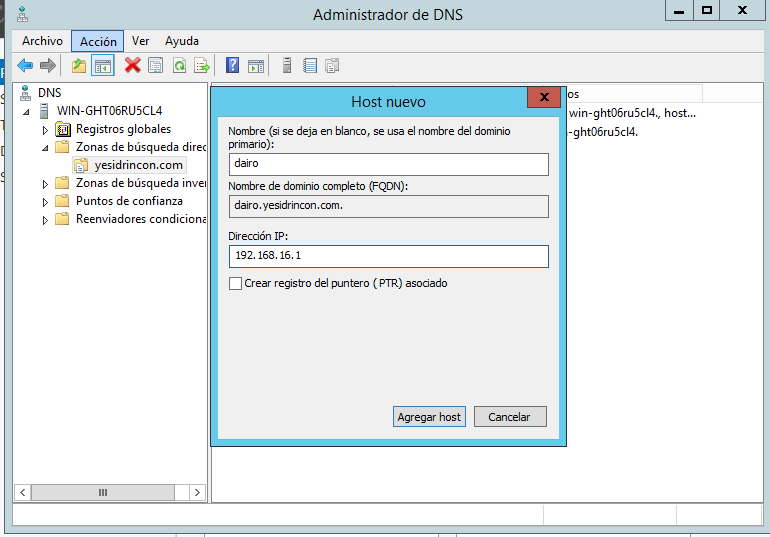 Administrador de DNS
Archivo Acción Ver Ayuda
DNS
WIN-GHT06RU5CL4
Registros globales
Zonas de búsqueda direc
yesidrincon.com
Zonas de búsqueda inver
Puntos de confianza
Reenviadores condiciona
os
win-ght06ru5cl4., host...
-ght06ru5cl4.
Host nuevo
Nombre (si se deja en blanco, se usa el nombre del dominio
primario):
dairo
Nombre de dominio completo (FQDN):
dairo.yesidrincon.com.
Dirección IP:
192.168.16.1
Crear registro del puntero (PTR) asociado
Agregar host Cancelar